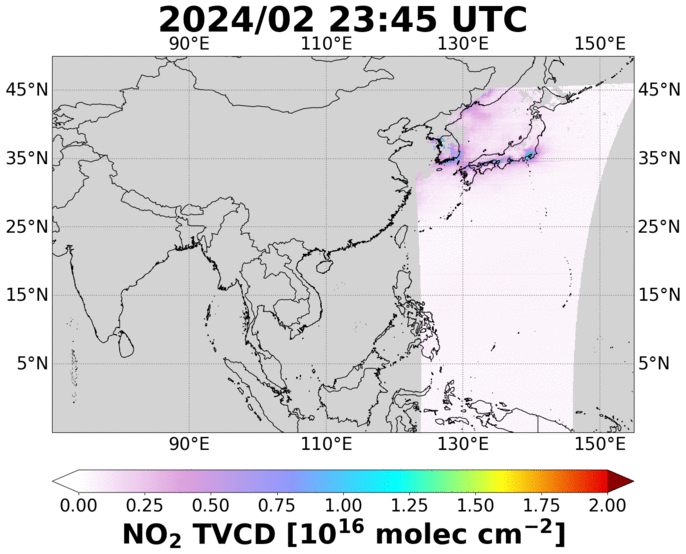 2024/02 23:45 UTC
90°E 110°E 130°E 150°E
45°N 45°N
35°N 35°N
25°N 25°N
15°N 15°N
5°N 5°N
90°E 110°E 130°E 150°E
0.00 0.25 0.50 0.75 1.00 1.25 1.50 1.75 2.00
NO₂ TVCD [10¹⁶ molec cm⁻²]